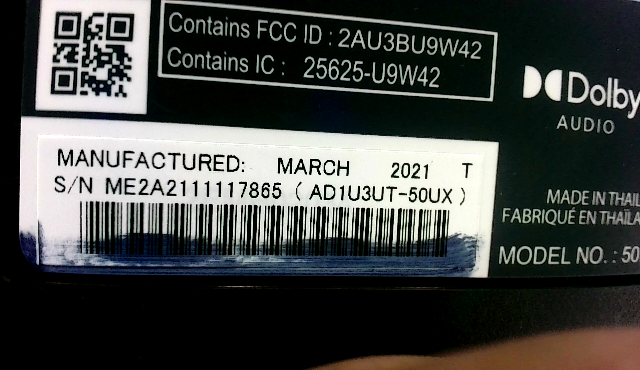 Contains FCC ID : 2AU3BU9W42
Contains IC : 25625-U9W42
Dolby
AUDIO
MANUFACTURED: MARCH 2021 T
S/N ME2A2111117865 ( AD1U3UT-50UX )
MADE IN THAIL
FABRIQUÉ EN THAÏLA
MODEL NO. : 50